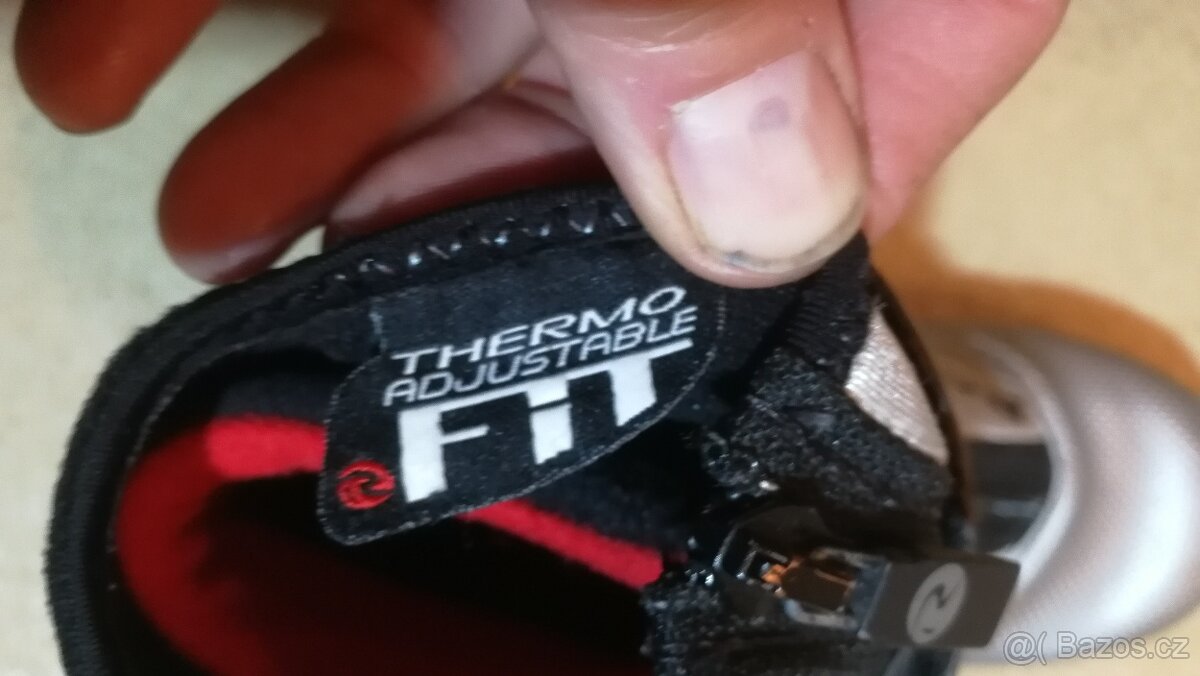 THERMO
ADJUSTABLE
FiT
@( Bazos.cz